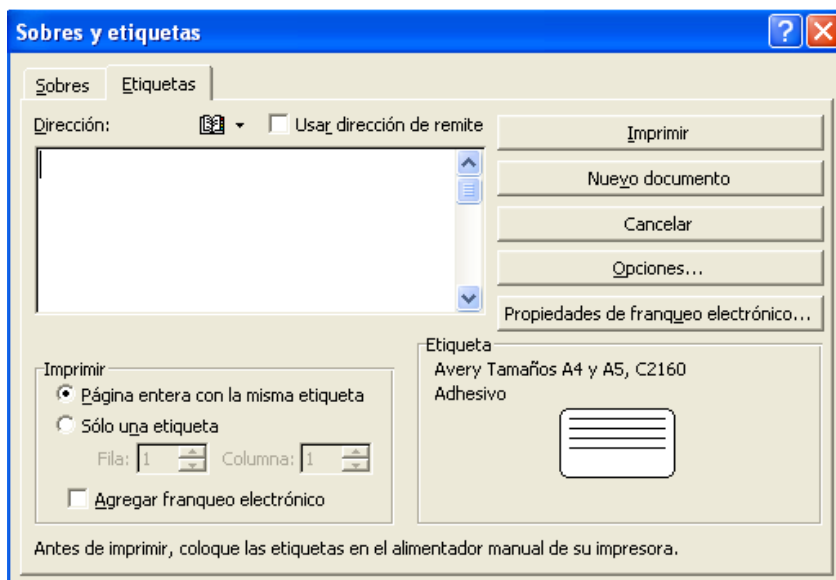 Sobres y etiquetas
Sobres
Etiquetas
Dirección:
Usar dirección de remite
Imprimir
Nuevo documento
Cancelar
Opciones...
Propiedades de franqueo electrónico...
Imprimir
Página entera con la misma etiqueta
Sólo una etiqueta
Fila: 1 Columna: 1
Agregar franqueo electrónico
Etiqueta
Avery Tamaños A4 y A5, C2160
Adhesivo
Antes de imprimir, coloque las etiquetas en el alimentador manual de su impresora.